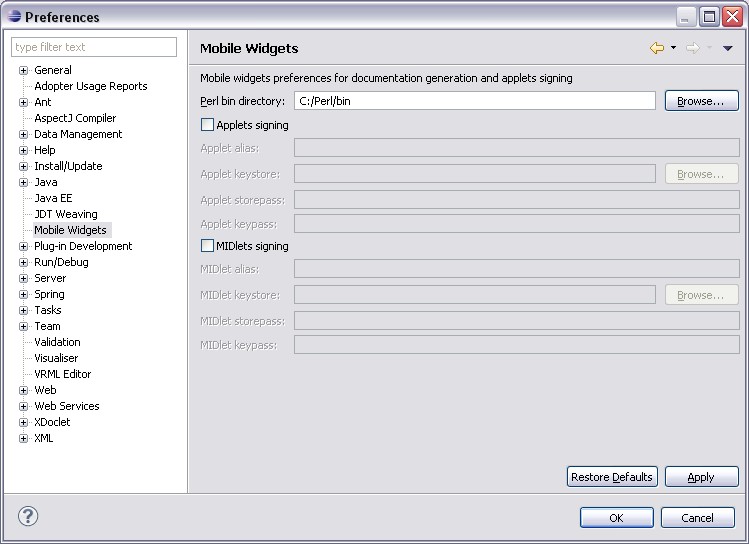 Preferences
type filter text
General
Adopter Usage Reports
Ant
AspectJ Compiler
Data Management
Help
Install/Update
Java
Java EE
JDT Weaving
Mobile Widgets
Plug-in Development
Run/Debug
Server
Spring
Tasks
Team
Validation
Visualiser
VRML Editor
Web
Web Services
XDoclet
XML
Mobile Widgets
Mobile widgets preferences for documentation generation and applets signing
Perl bin directory: C:/Perl/bin Browse...
Applets signing
Applet alias:
Applet keystore: Browse...
Applet storepass:
Applet keypass:
MIDlets signing
MIDlet alias:
MIDlet keystore: Browse...
MIDlet storepass:
MIDlet keypass:
Restore Defaults Apply
? OK Cancel